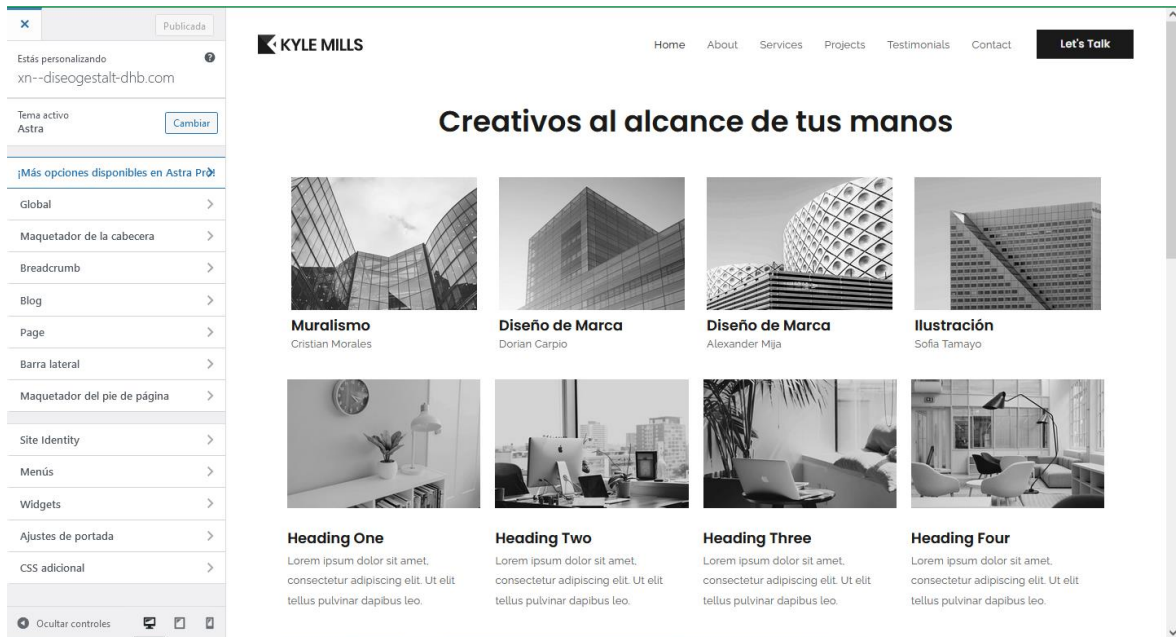 Publicada
Estás personalizando
xn--diseogestalt-dhb.com
Tema activo
Astra
Cambiar
¡Más opciones disponibles en Astra Pro!
Global
Maquetador de la cabecera
Breadcrumb
Blog
Page
Barra lateral
Maquetador del pie de página
Site Identity
Menús
Widgets
Ajustes de portada
CSS adicional
Ocultar controles
KYLE MILLS
Home About Services Projects Testimonials Contact Let's Talk
Creativos al alcance de tus manos
Muralismo
Cristian Morales
Diseño de Marca
Dorian Carpio
Diseño de Marca
Alexander Mija
Ilustración
Sofia Tamayo
Heading One
Lorem ipsum dolor sit amet,
consectetur adipiscing elit. Ut elit
tellus pulvinar dapibus leo.
Heading Two
Lorem ipsum dolor sit amet,
consectetur adipiscing elit. Ut elit
tellus pulvinar dapibus leo.
Heading Three
Lorem ipsum dolor sit amet,
consectetur adipiscing elit. Ut elit
tellus pulvinar dapibus leo.
Heading Four
Lorem ipsum dolor sit amet,
consectetur adipiscing elit. Ut elit
tellus pulvinar dapibus leo.